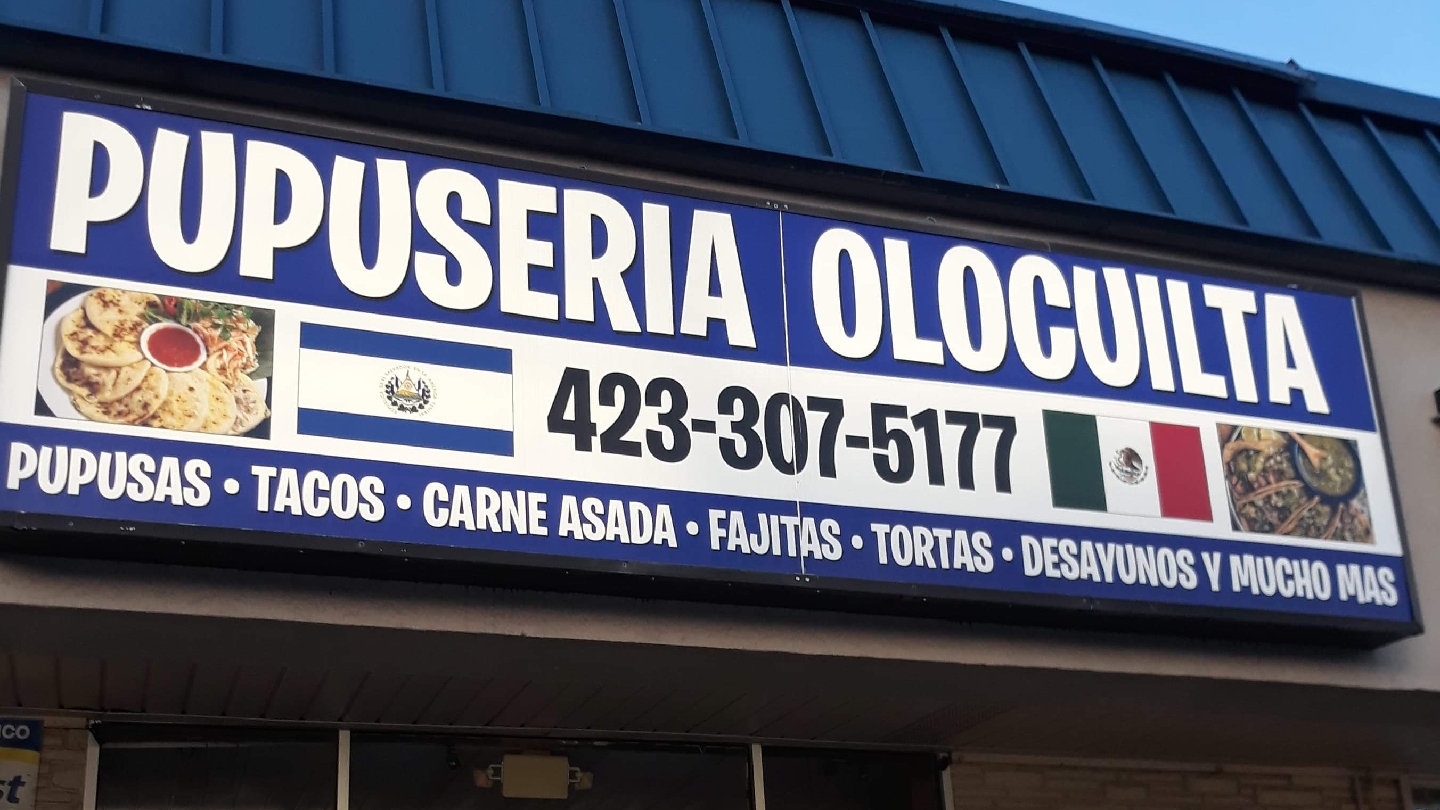 PUPUSERIA OLOCUILTA
423-307-5177
PUPUSAS • TACOS • CARNE ASADA • FAJITAS • TORTAS • DESAYUNOS Y MUCHO MAS